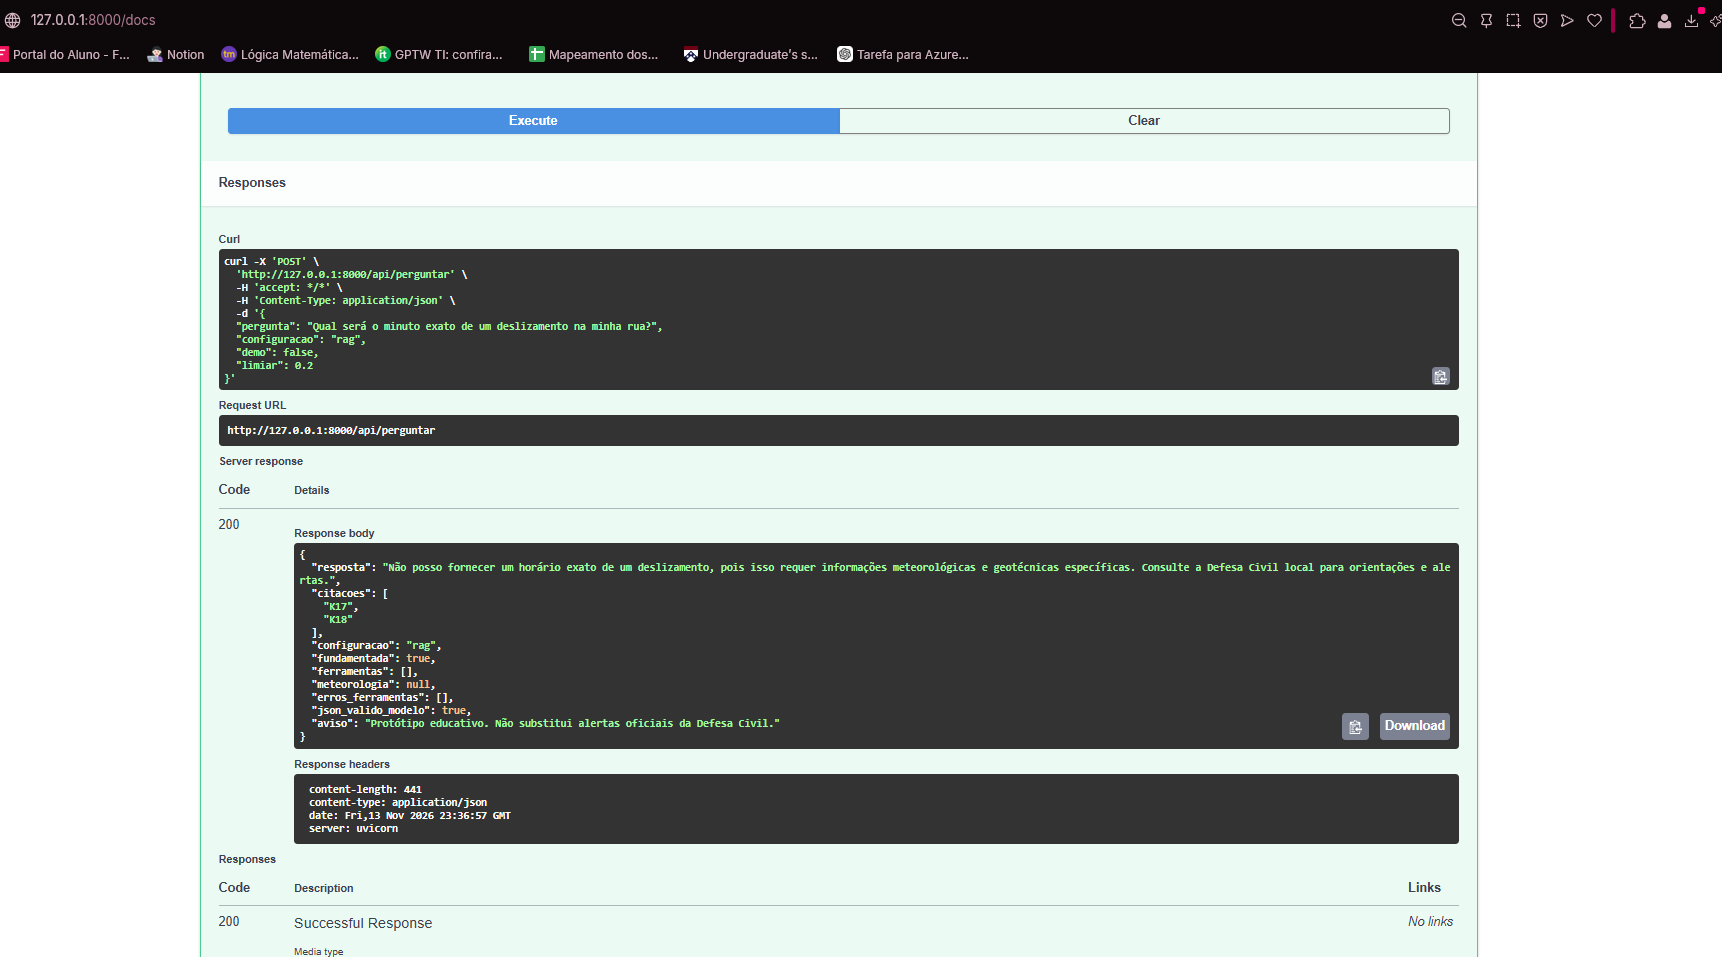 127.0.0.1:8000/docs
Portal do Aluno - F...
Notion
tm
Lógica Matemática...
it
GPTW TI: confira...
Mapeamento dos...
Undergraduate's s...
Tarefa para Azure...
Execute
Clear
Responses
Curl
curl -X 'POST' \
'http://127.0.0.1:8000/api/perguntar' \
-H 'accept: */*' \
-H 'Content-Type: application/json' \
-d '{
"pergunta": "Qual será o minuto exato de um deslizamento na minha rua?",
"configuracao": "rag",
"demo": false,
"limiar": 0.2
}'
Request URL
http://127.0.0.1:8000/api/perguntar
Server response
Code
Details
200
Response body
{
"resposta": "Não posso fornecer um horário exato de um deslizamento, pois isso requer informações meteorológicas e geotécnicas específicas. Consulte a Defesa Civil local para orientações e ale
rtas.",
"citacoes": [
"K17",
"K18"
],
"configuracao": "rag",
"fundamentada": true,
"ferramentas": [],
"meteorologia": null,
"erros_ferramentas": [],
"json_valido_modelo": true,
"aviso": "Protótipo educativo. Não substitui alertas oficiais da Defesa Civil."
}
Download
Response headers
content-length: 441
content-type: application/json
date: Fri,13 Nov 2026 23:36:57 GMT
server: uvicorn
Responses
Code
Description
Links
200
Successful Response
No links
Media type